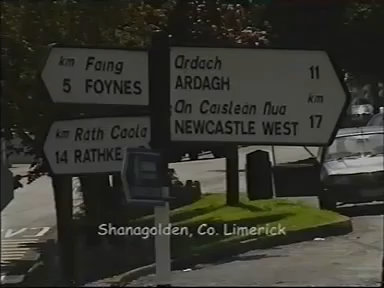 km Faing
5 FOYNES
km Ráth Caola
14 RATHKE
Ardach
ARDAGH 11
An Caisleán Nua km
NEWCASTLE WEST 17
Shanagolden, Co. Limerick